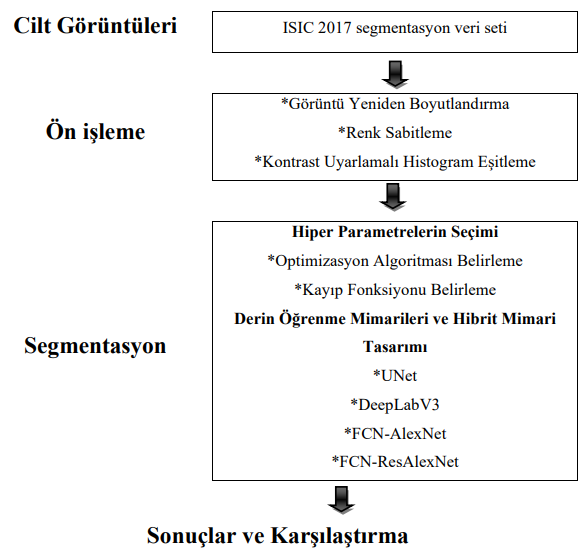 Cilt Görüntüleri
ISIC 2017 segmentasyon veri seti
Ön işleme
*Görüntü Yeniden Boyutlandırma
*Renk Sabitleme
*Kontrast Uyarlamalı Histogram Eşitleme
Segmentasyon
Hiper Parametrelerin Seçimi
*Optimizasyon Algoritması Belirleme
*Kayıp Fonksiyonu Belirleme
Derin Öğrenme Mimarileri ve Hibrit Mimari
Tasarımı
*UNet
*DeepLabV3
*FCN-AlexNet
*FCN-ResAlexNet
Sonuçlar ve Karşılaştırma